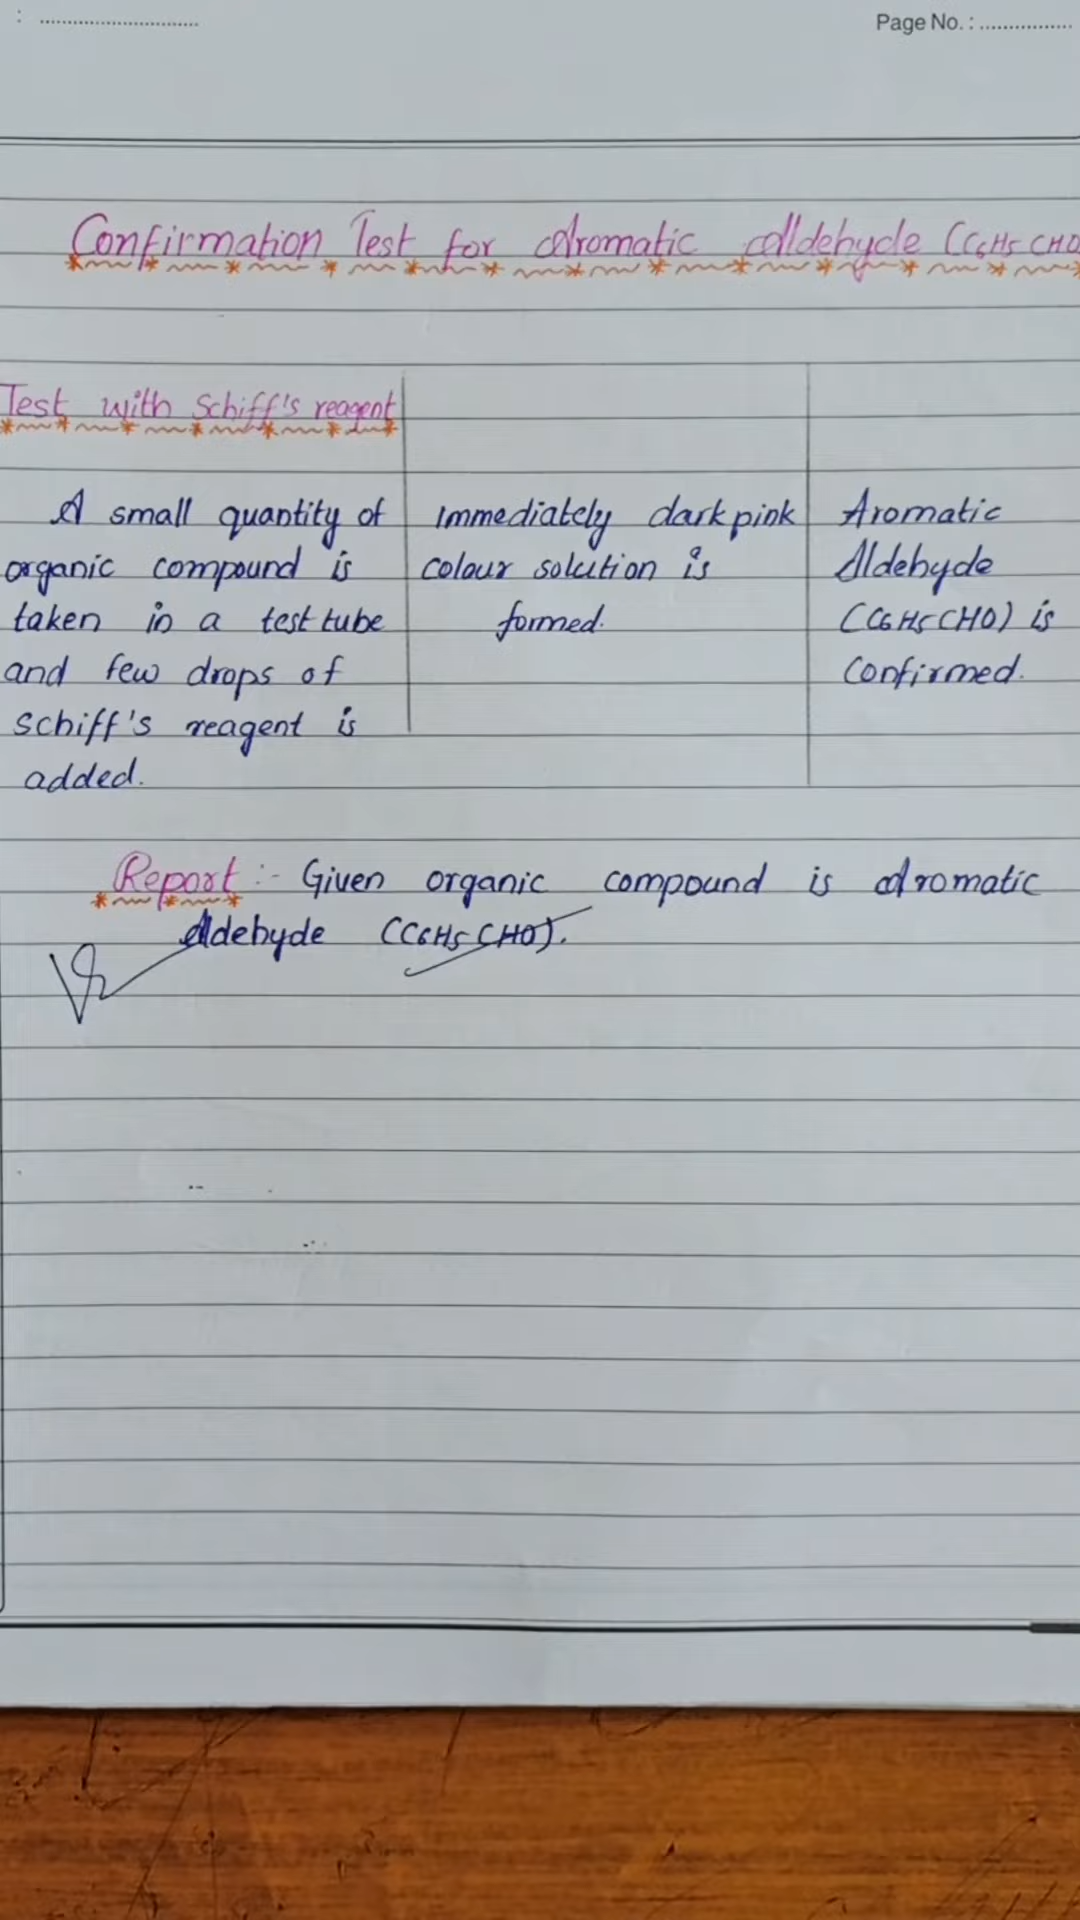 : ..............................
Page No. : .................
Confirmation Test for Aromatic Aldehyde (C6H5 CHO
Test with Schiff's reagent
A small quantity of
organic compound is
taken in a test tube
and few drops of
schiff's reagent is
added.
Immediately dark pink
colour solution is
formed.
Aromatic
Aldehyde
(C6H5CHO) is
Confirmed.
Report :- Given organic compound is Aromatic
Aldehyde (C6H5 CHO).